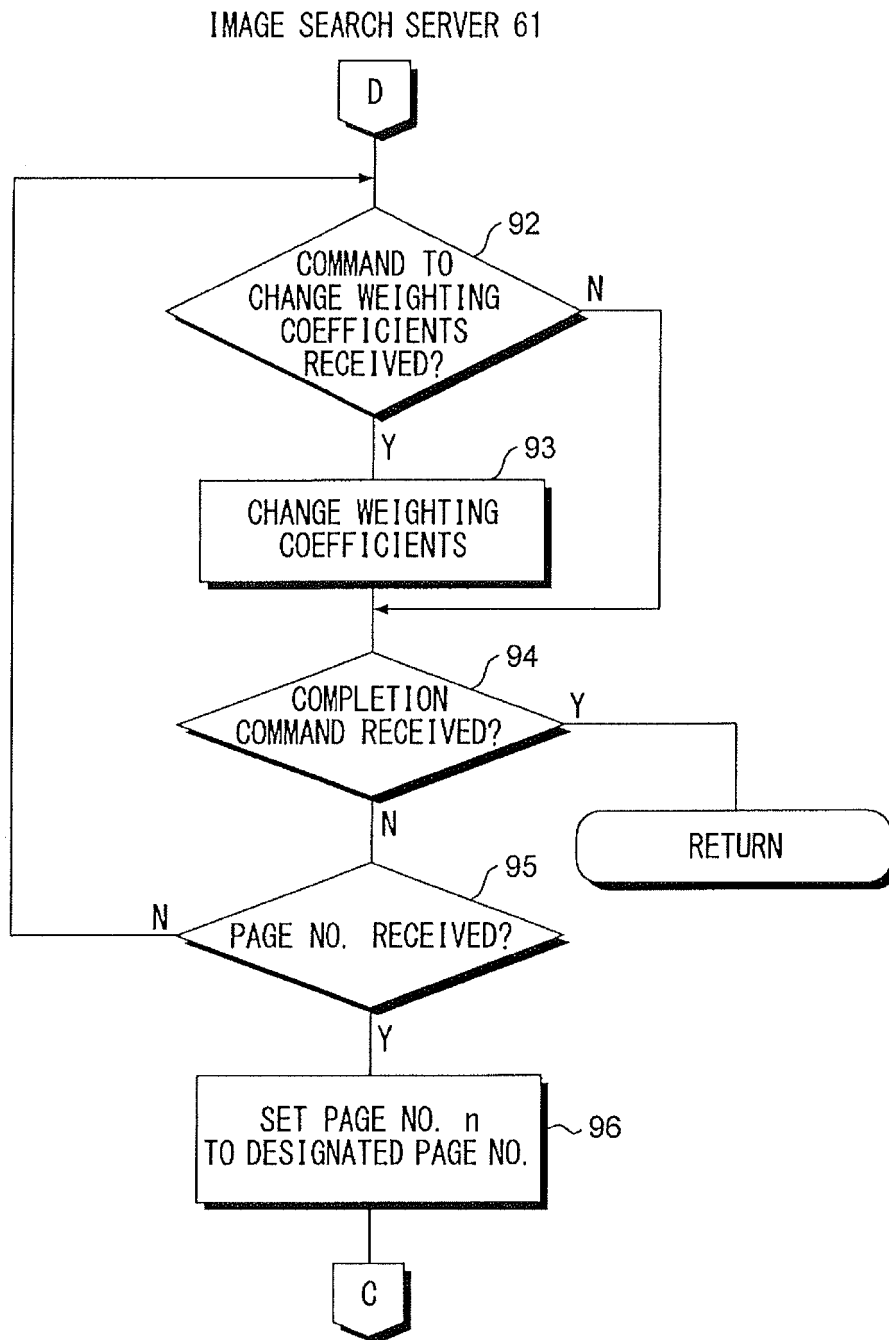 IMAGE SEARCH SERVER 61
D
92
COMMAND TO
CHANGE WEIGHTING
COEFFICIENTS
RECEIVED?
N
Y
93
CHANGE WEIGHTING
COEFFICIENTS
94
COMPLETION
COMMAND RECEIVED?
Y
N
RETURN
95
N
PAGE NO. RECEIVED?
Y
SET PAGE NO. n
TO DESIGNATED PAGE NO.
96
C